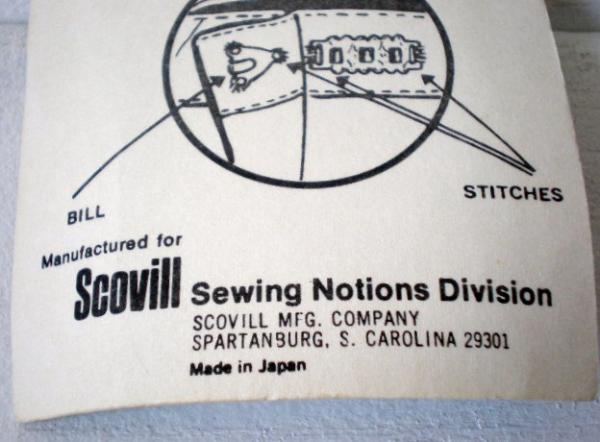 BILL
STITCHES
Manufactured for
Scovill Sewing Notions Division
SCOVILL MFG. COMPANY
SPARTANBURG, S. CAROLINA 29301
Made in Japan